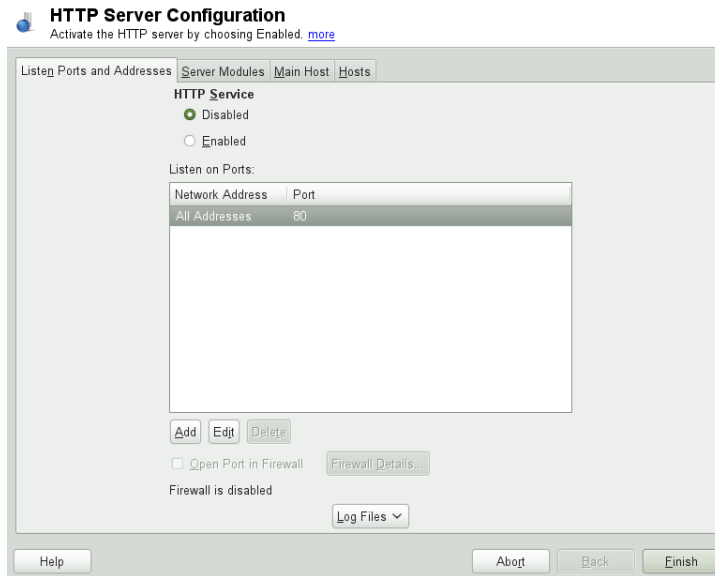 HTTP Server Configuration
Activate the HTTP server by choosing Enabled. more
Listen Ports and Addresses Server Modules Main Host Hosts
HTTP Service
Disabled
Enabled
Listen on Ports:
Network Address Port
All Addresses 80
Add Edit Delete
Open Port in Firewall Firewall Details...
Firewall is disabled
Log Files
Help Abort Back Finish